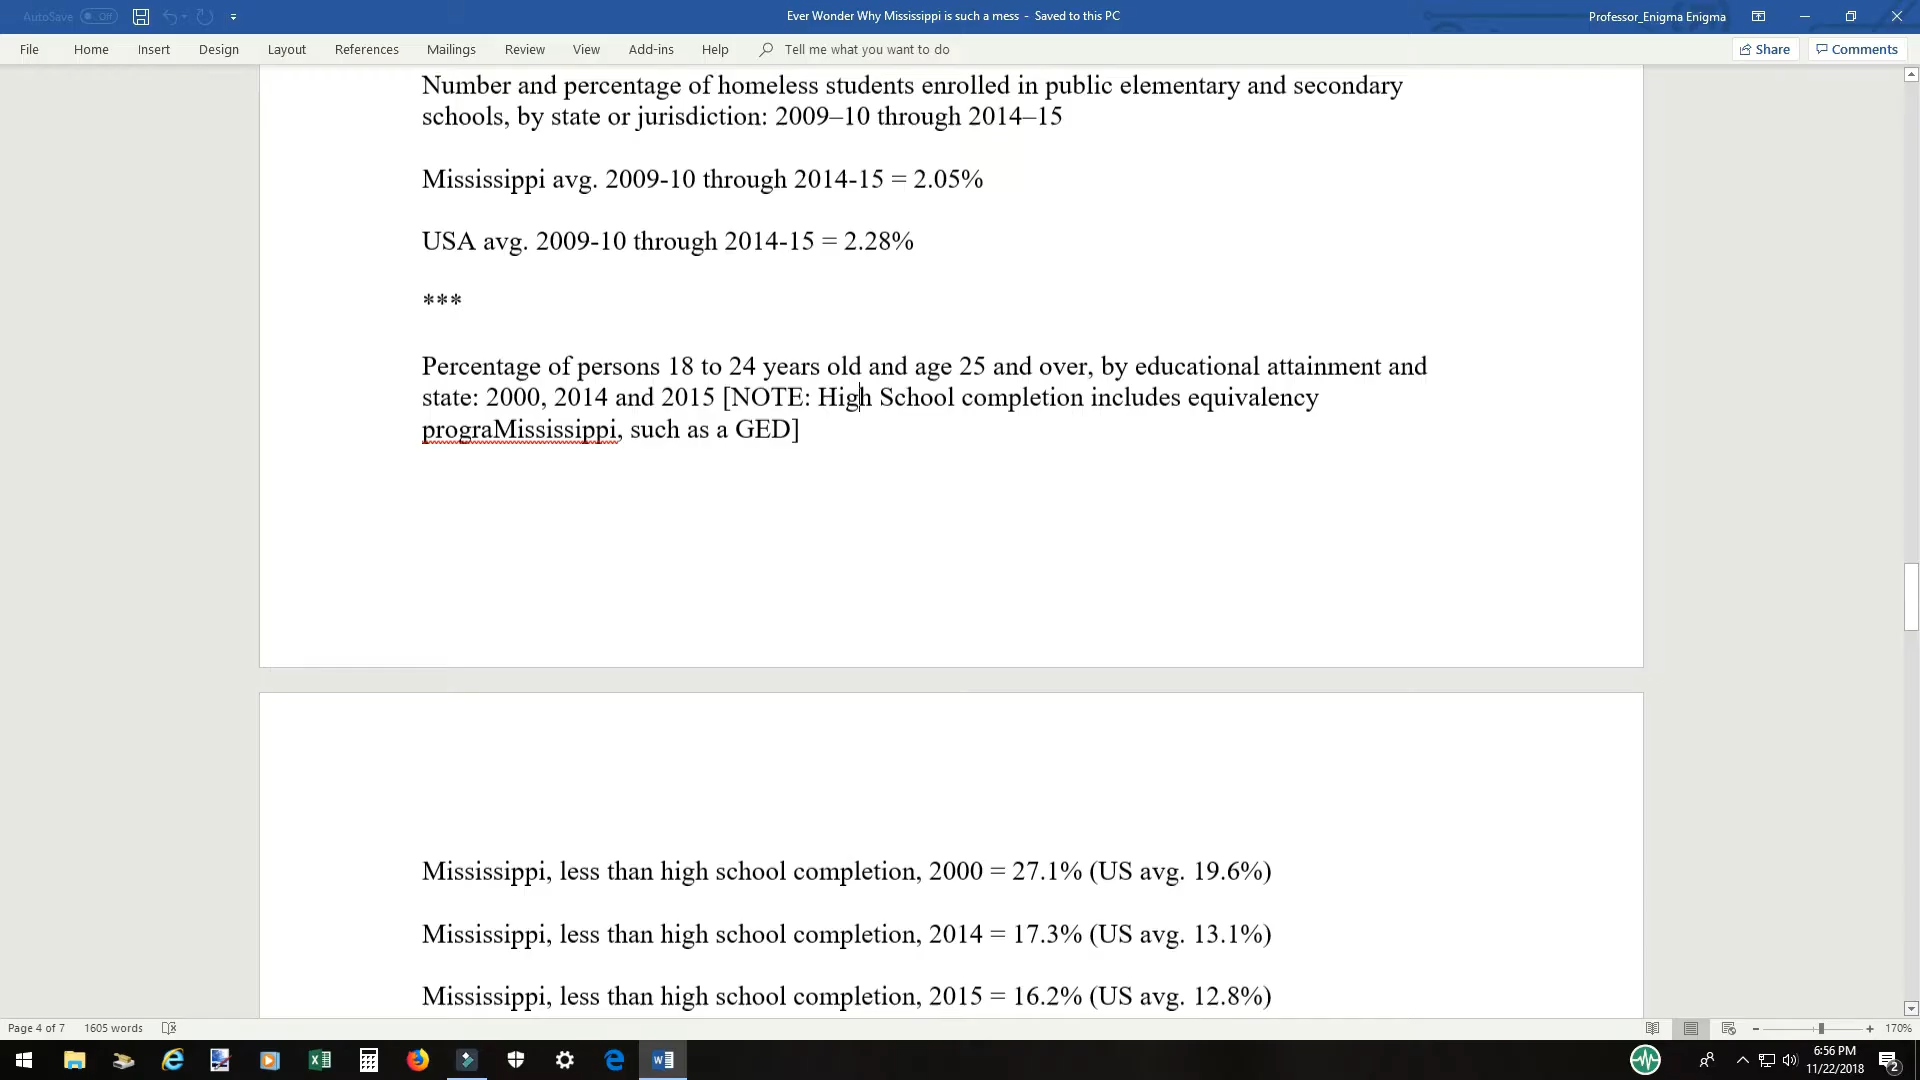 AutoSave Off
Ever Wonder Why Mississippi is such a mess - Saved to this PC
Professor_Enigma Enigma
File Home Insert Design Layout References Mailings Review View Add-ins Help Tell me what you want to do Share Comments
Number and percentage of homeless students enrolled in public elementary and secondary
schools, by state or jurisdiction: 2009–10 through 2014–15
Mississippi avg. 2009-10 through 2014-15 = 2.05%
USA avg. 2009-10 through 2014-15 = 2.28%
***
Percentage of persons 18 to 24 years old and age 25 and over, by educational attainment and
state: 2000, 2014 and 2015 [NOTE: High School completion includes equivalency
prograMississippi, such as a GED]
Mississippi, less than high school completion, 2000 = 27.1% (US avg. 19.6%)
Mississippi, less than high school completion, 2014 = 17.3% (US avg. 13.1%)
Mississippi, less than high school completion, 2015 = 16.2% (US avg. 12.8%)
Page 4 of 7 1605 words
170%
6:56 PM
11/22/2018
2